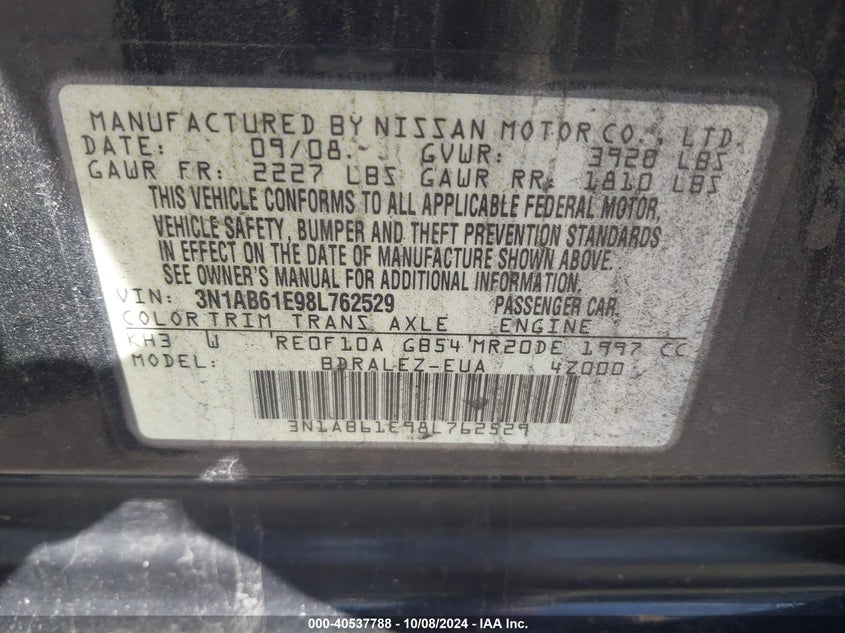 MANUFACTURED BY NISSAN MOTOR CO., LTD.
DATE: 09/08 GVWR: 3928 LBS
GAWR FR: 2227 LBS GAWR RR: 1810 LBS
THIS VEHICLE CONFORMS TO ALL APPLICABLE FEDERAL MOTOR,
VEHICLE SAFETY, BUMPER AND THEFT PREVENTION STANDARDS
IN EFFECT ON THE DATE OF MANUFACTURE SHOWN ABOVE.
SEE OWNER'S MANUAL FOR ADDITIONAL INFORMATION.
VIN: 3N1AB61E98L762529 PASSENGER CAR
COLOR TRIM TRANS AXLE ENGINE
KH3 W RE0F10A GB54 MR20DE 1997 CC
MODEL: BDRALEZ-EUA 4Z000
3N1AB61E98L762529
000-40537788 - 10/08/2024 - IAA Inc.